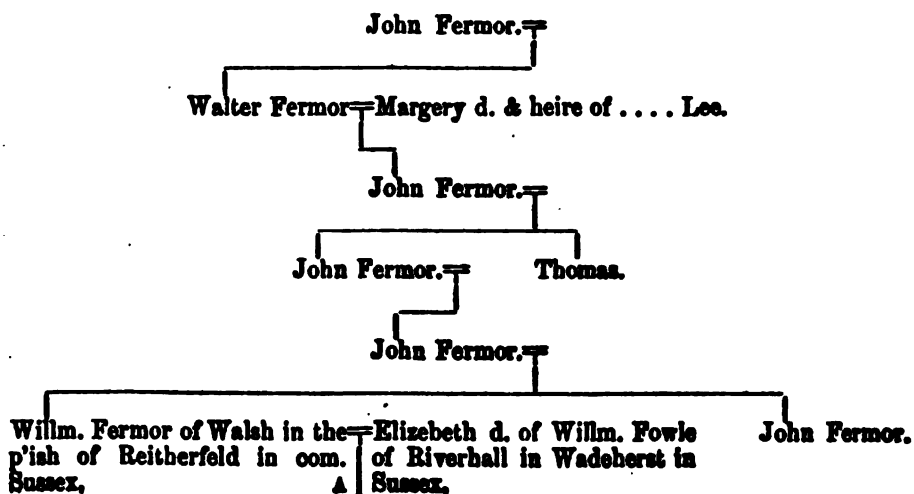 John Fermor.=
Walter Fermor=Margery d. & heire of .... Lee.
John Fermor.=
John Fermor.= Thomas.
John Fermor.=
Willm. Fermor of Walsh in the=Elizebeth d. of Willm. Fowle John Fermor.
p'ish of Reitherfeld in com. of Riverhall in Wadeherst in
Sussex, A Sussex,